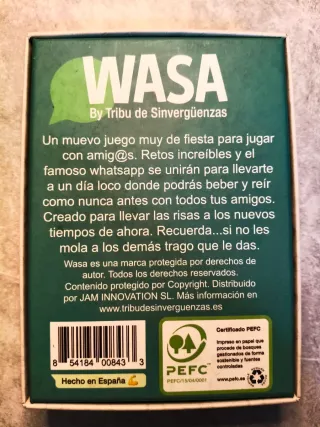 WASA
By Tribu de Sinvergüenzas
Un muevo juego muy de fiesta para jugar
con amig@s. Retos increíbles y el
famoso whatsapp se unirán para llevarte
a un día loco donde podrás beber y reír
como nunca antes con todos tus amigos.
Creado para llevar las risas a los nuevos
tiempos de ahora. Recuerda...si no les
mola a los demás trago que le das.
Wasa es una marca protegida por derechos de
autor. Todos los derechos reservados.
Contenido protegido por Copyright. Distribuido
por JAM INNOVATION SL. Más información en
www.tribudesinverguenzas.es
8 54184 00843 3
Hecho en España
PEFC
PEFC/15/04/0001
Certificado PEFC
Impreso en papel que
procede de bosques
gestionados de forma
sostenible y fuentes
controladas
www.pefc.es